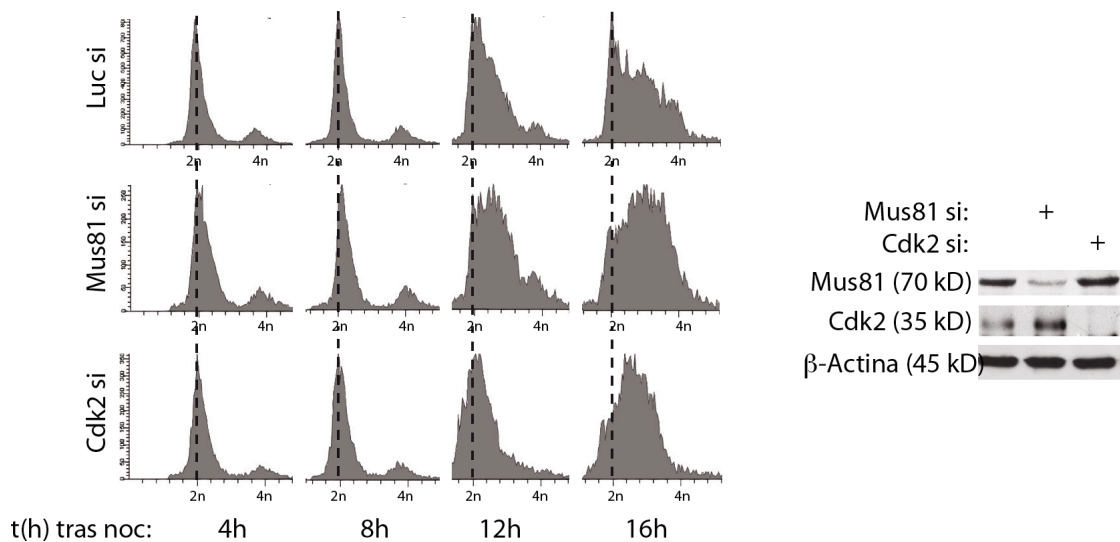 Luc si
2n 4n 2n 4n 2n 4n 2n 4n
Mus81 si
2n 4n 2n 4n 2n 4n 2n 4n
Cdk2 si
2n 4n 2n 4n 2n 4n 2n 4n
t(h) tras noc: 4h 8h 12h 16h
Mus81 si: +
Cdk2 si: +
Mus81 (70 kD)
Cdk2 (35 kD)
β-Actina (45 kD)